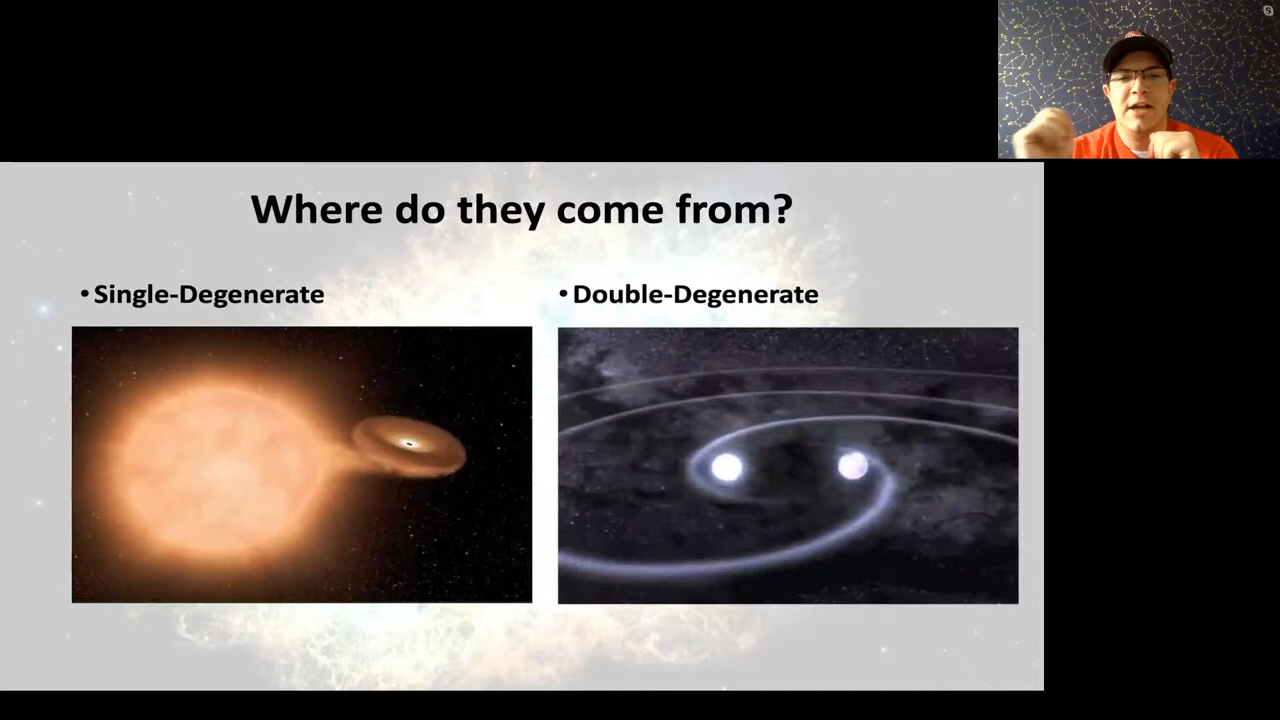 Where do they come from?
• Single-Degenerate
• Double-Degenerate